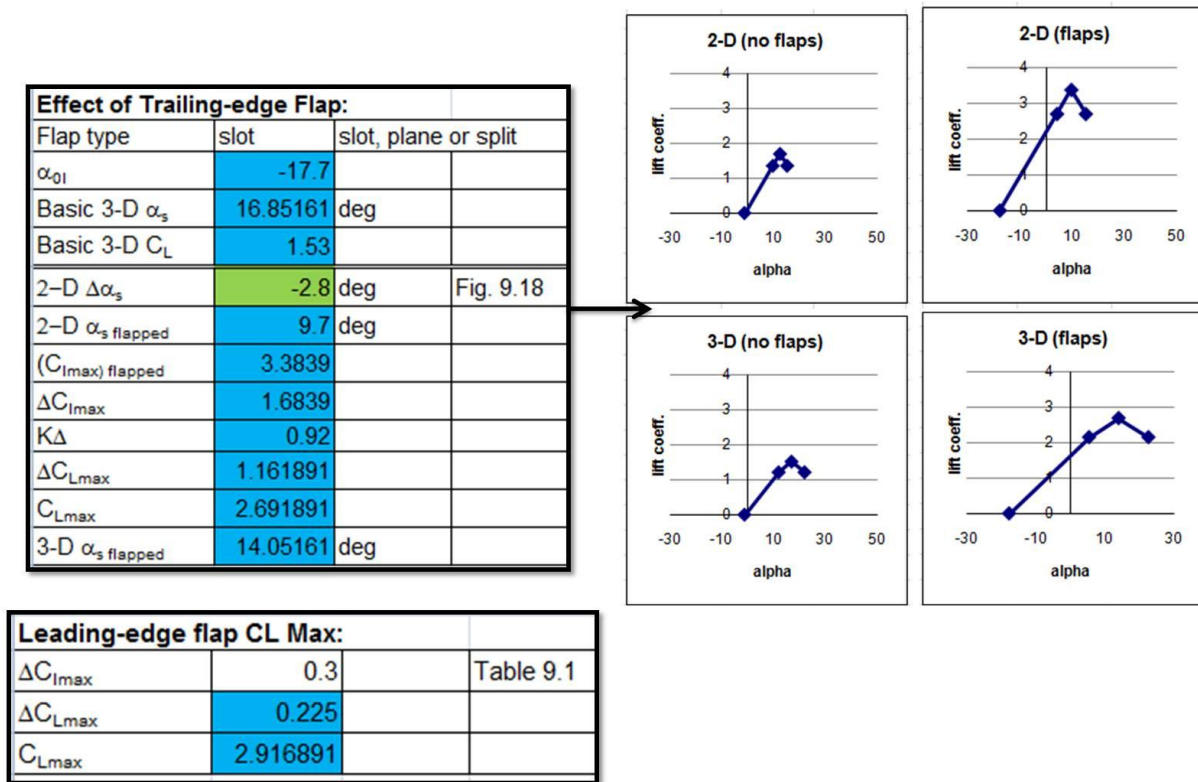 Effect of Trailing-edge Flap:
Flap type slot slot, plane or split
α0l -17.7
Basic 3-D αs 16.85161 deg
Basic 3-D CL 1.53
2–D Δαs -2.8 deg Fig. 9.18
2–D αs flapped 9.7 deg
(Clmax) flapped 3.3839
ΔClmax 1.6839
KΔ 0.92
ΔCLmax 1.161891
CLmax 2.691891
3-D αs flapped 14.05161 deg
Leading-edge flap CL Max:
ΔClmax 0.3 Table 9.1
ΔCLmax 0.225
CLmax 2.916891
2-D (no flaps)
lift coeff.
4
3
2
1
0
-30 -10 10 30 50
alpha
2-D (flaps)
lift coeff.
4
3
2
1
0
-30 -10 10 30 50
alpha
3-D (no flaps)
lift coeff.
4
3
2
1
0
-30 -10 10 30 50
alpha
3-D (flaps)
lift coeff.
4
3
2
1
0
-30 -10 10 30
alpha